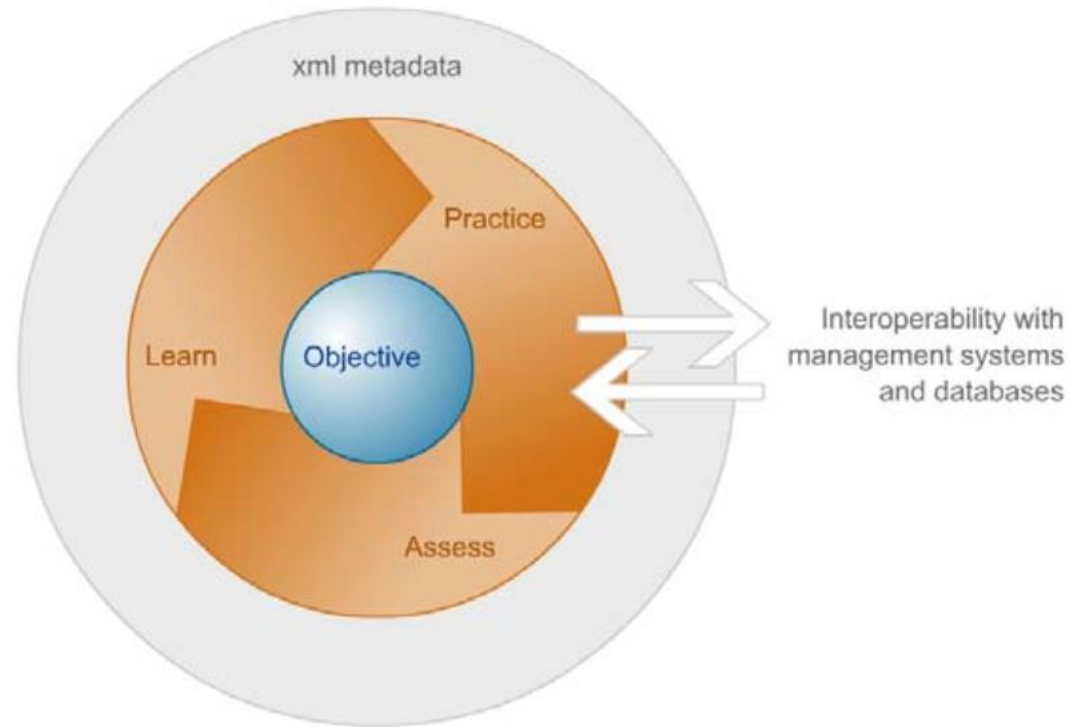 xml metadata
Practice
Interoperability with
management systems
and databases
Learn
Objective
Assess